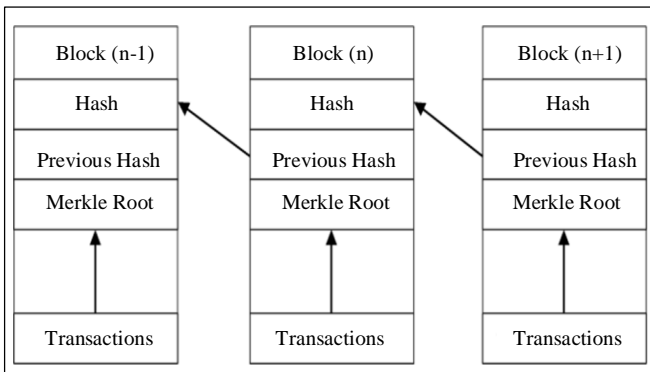 Block (n-1)
Hash
Previous Hash
Merkle Root
Transactions
Block (n)
Hash
Previous Hash
Merkle Root
Transactions
Block (n+1)
Hash
Previous Hash
Merkle Root
Transactions